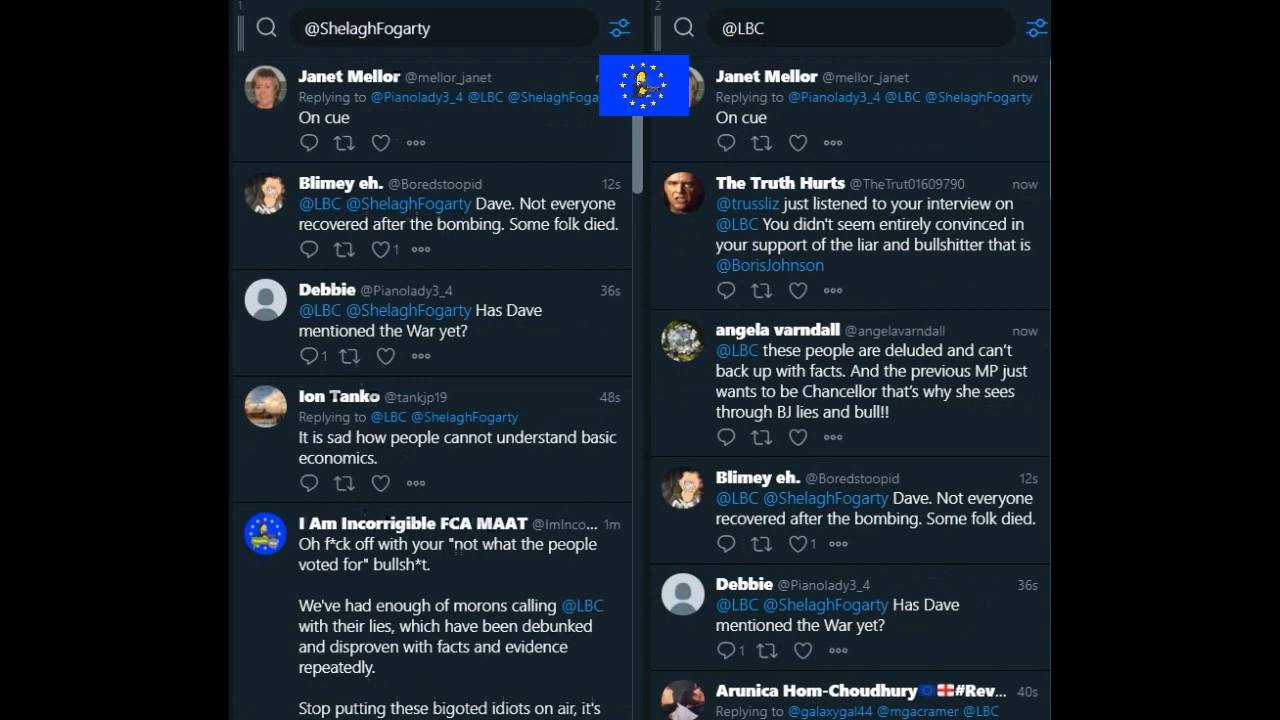 1
@ShelaghFogarty
Janet Mellor @mellor_janet
Replying to @Pianolady3_4 @LBC @ShelaghFoga
On cue
Blimey eh. @Boredstoopid 12s
@LBC @ShelaghFogarty Dave. Not everyone
recovered after the bombing. Some folk died.
1
Debbie @Pianolady3_4 36s
@LBC @ShelaghFogarty Has Dave
mentioned the War yet?
1
Ion Tanko @tankjp19 48s
Replying to @LBC @ShelaghFogarty
It is sad how people cannot understand basic
economics.
I Am Incorrigible FCA MAAT @ImInco... 1m
Oh f*ck off with your "not what the people
voted for" bullsh*t.
We've had enough of morons calling @LBC
with their lies, which have been debunked
and disproven with facts and evidence
repeatedly.
Stop putting these bigoted idiots on air, it's
2
@LBC
Janet Mellor @mellor_janet now
Replying to @Pianolady3_4 @LBC @ShelaghFogarty
On cue
The Truth Hurts @TheTrut01609790 now
@trussliz just listened to your interview on
@LBC You didn't seem entirely convinced in
your support of the liar and bullshitter that is
@BorisJohnson
angela varndall @angelavarndall now
@LBC these people are deluded and can't
back up with facts. And the previous MP just
wants to be Chancellor that's why she sees
through BJ lies and bull!!
Blimey eh. @Boredstoopid 12s
@LBC @ShelaghFogarty Dave. Not everyone
recovered after the bombing. Some folk died.
1
Debbie @Pianolady3_4 36s
@LBC @ShelaghFogarty Has Dave
mentioned the War yet?
1
Arunica Hom-Choudhury #Rev... 40s
Replying to @galaxygal44 @mgacramer @LBC